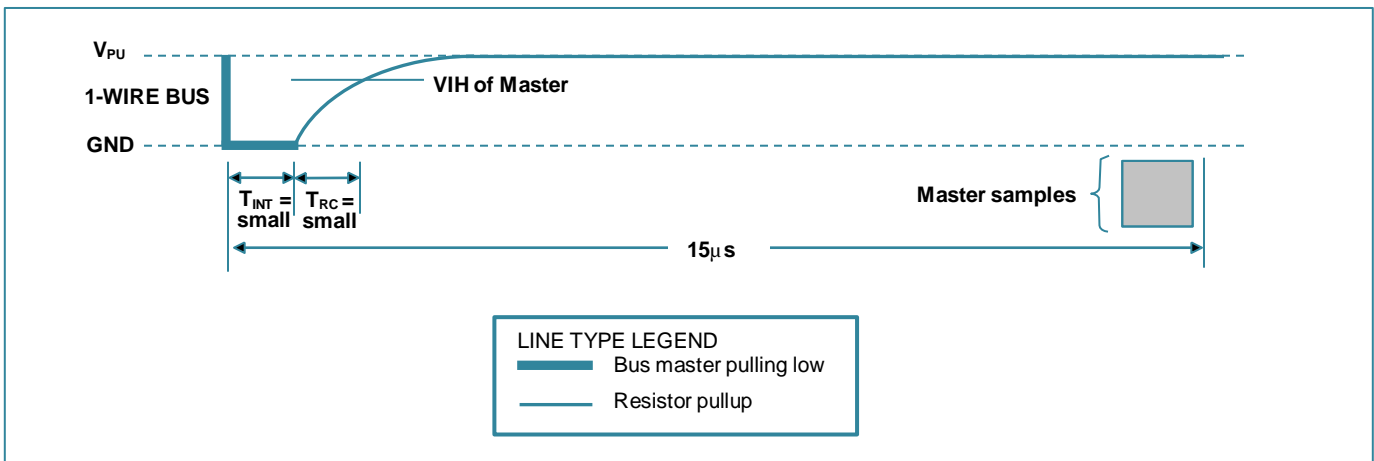 VPU
VIH of Master
1-WIRE BUS
GND
TINT =
small
TRC =
small
Master samples
15μs
LINE TYPE LEGEND
Bus master pulling low
Resistor pullup